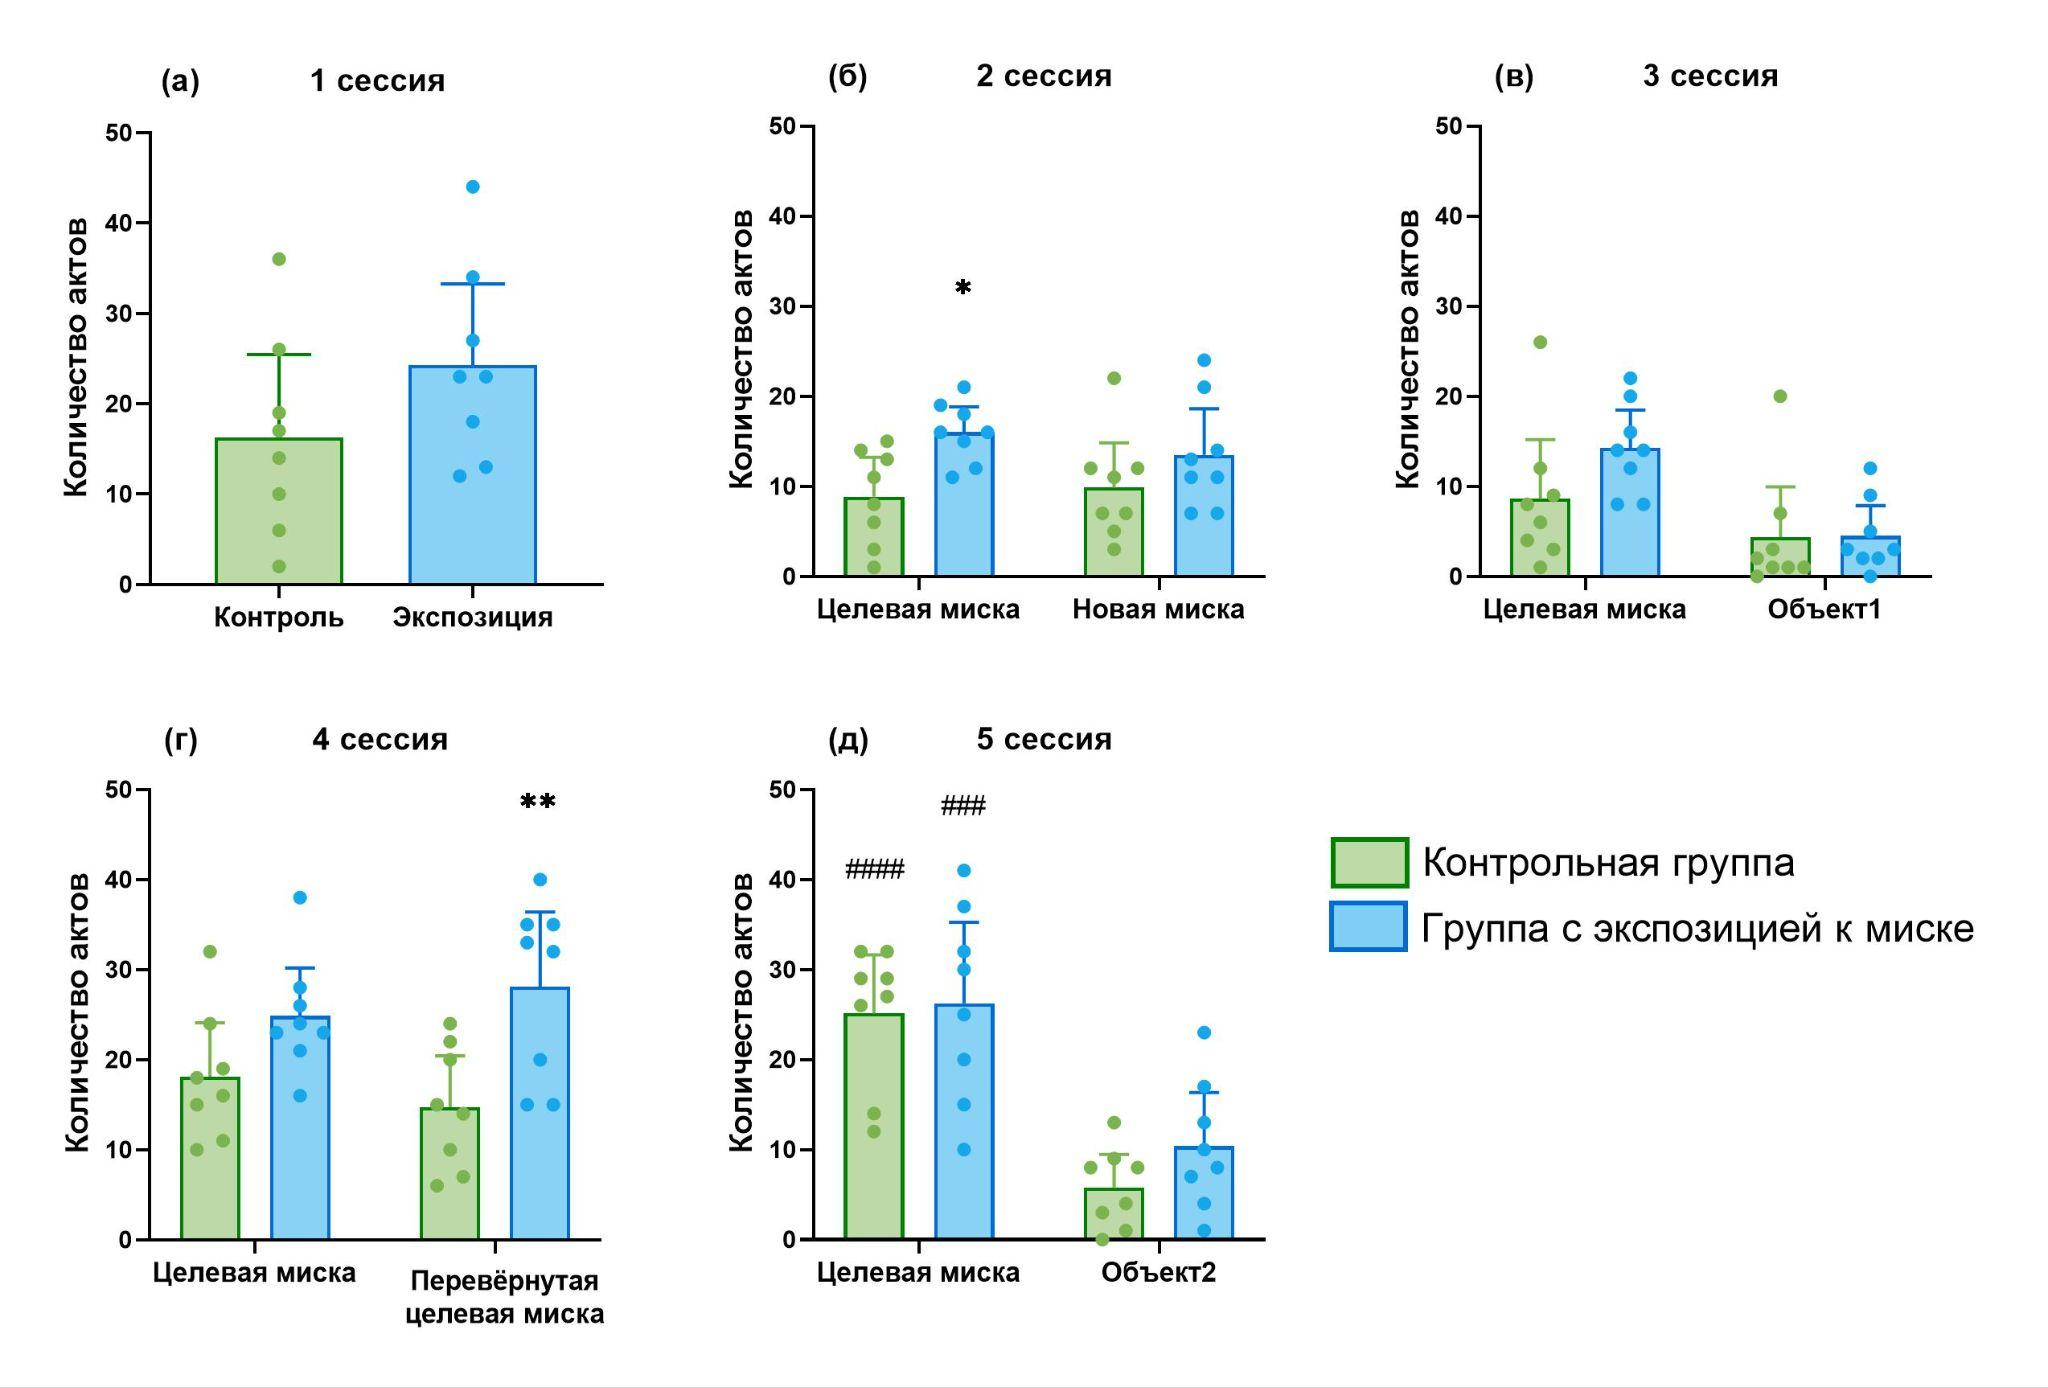 (а) 1 сессия
Количество актов
50
40
30
20
10
0
Контроль Экспозиция
(б) 2 сессия
Количество актов
50
40
30
20
10
0
*
Целевая миска Новая миска
(в) 3 сессия
Количество актов
50
40
30
20
10
0
Целевая миска Объект1
(г) 4 сессия
Количество актов
50
40
30
20
10
0
**
Целевая миска Перевёрнутая
целевая миска
(д) 5 сессия
Количество актов
50
40
30
20
10
0
###
####
Целевая миска Объект2
Контрольная группа
Группа с экспозицией к миске